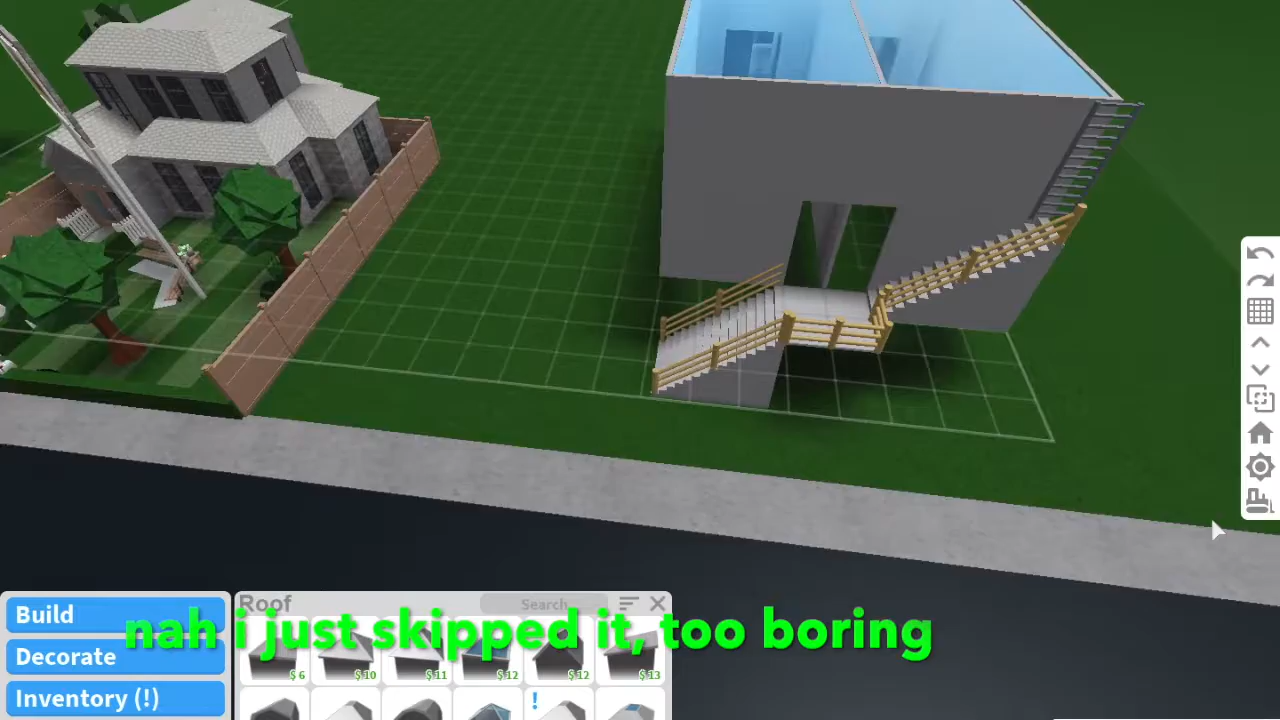 Build
Decorate
Inventory (!)
Roof
Search
nah i just skipped it, too boring
$6
$10
$11
$12
$12
$13
!